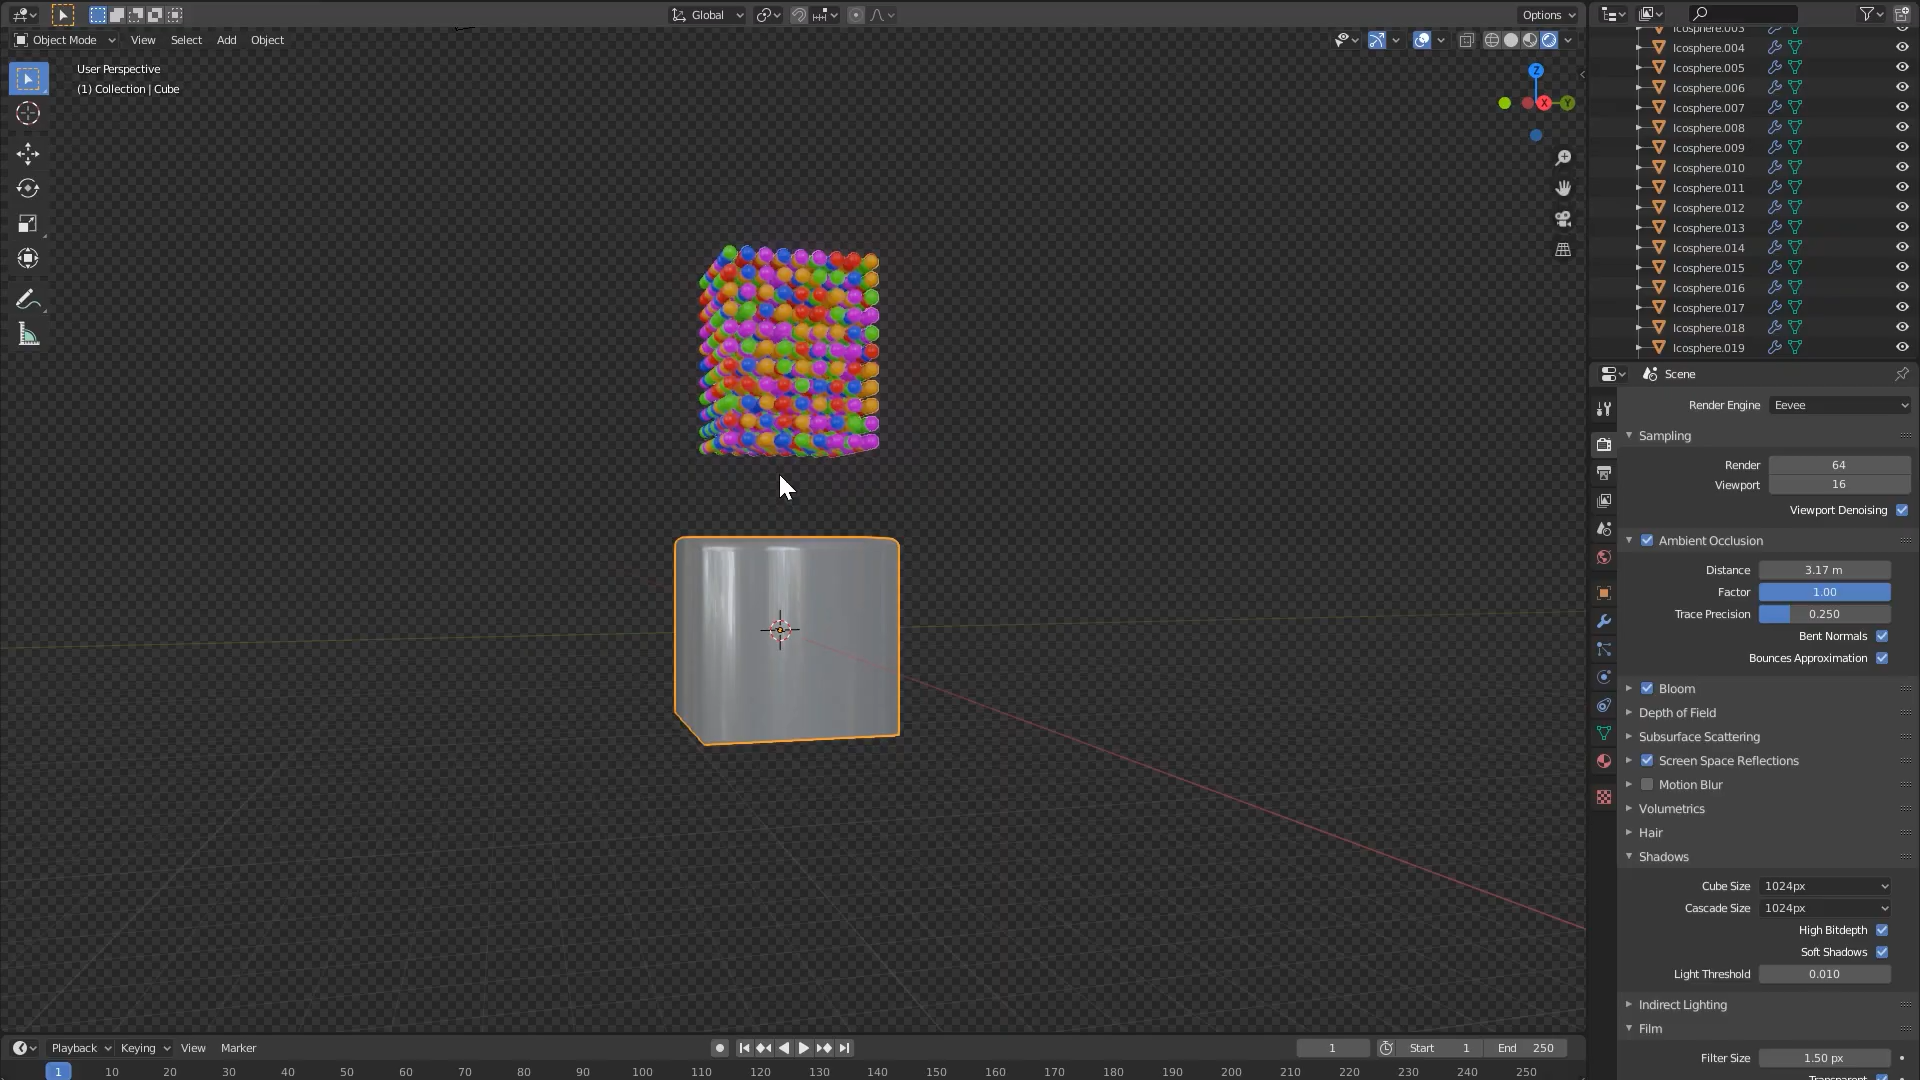 Global
Options
Object Mode View Select Add Object
User Perspective
(1) Collection | Cube
Z
X
Y
Icosphere.003
Icosphere.004
Icosphere.005
Icosphere.006
Icosphere.007
Icosphere.008
Icosphere.009
Icosphere.010
Icosphere.011
Icosphere.012
Icosphere.013
Icosphere.014
Icosphere.015
Icosphere.016
Icosphere.017
Icosphere.018
Icosphere.019
Scene
Render Engine Eevee
Sampling
Render 64
Viewport 16
Viewport Denoising
Ambient Occlusion
Distance 3.17 m
Factor 1.00
Trace Precision 0.250
Bent Normals
Bounces Approximation
Bloom
Depth of Field
Subsurface Scattering
Screen Space Reflections
Motion Blur
Volumetrics
Hair
Shadows
Cube Size 1024px
Cascade Size 1024px
High Bitdepth
Soft Shadows
Light Threshold 0.010
Indirect Lighting
Film
Filter Size 1.50 px
Transparent
Playback Keying View Marker
1 Start 1 End 250
1 10 20 30 40 50 60 70 80 90 100 110 120 130 140 150 160 170 180 190 200 210 220 230 240 250